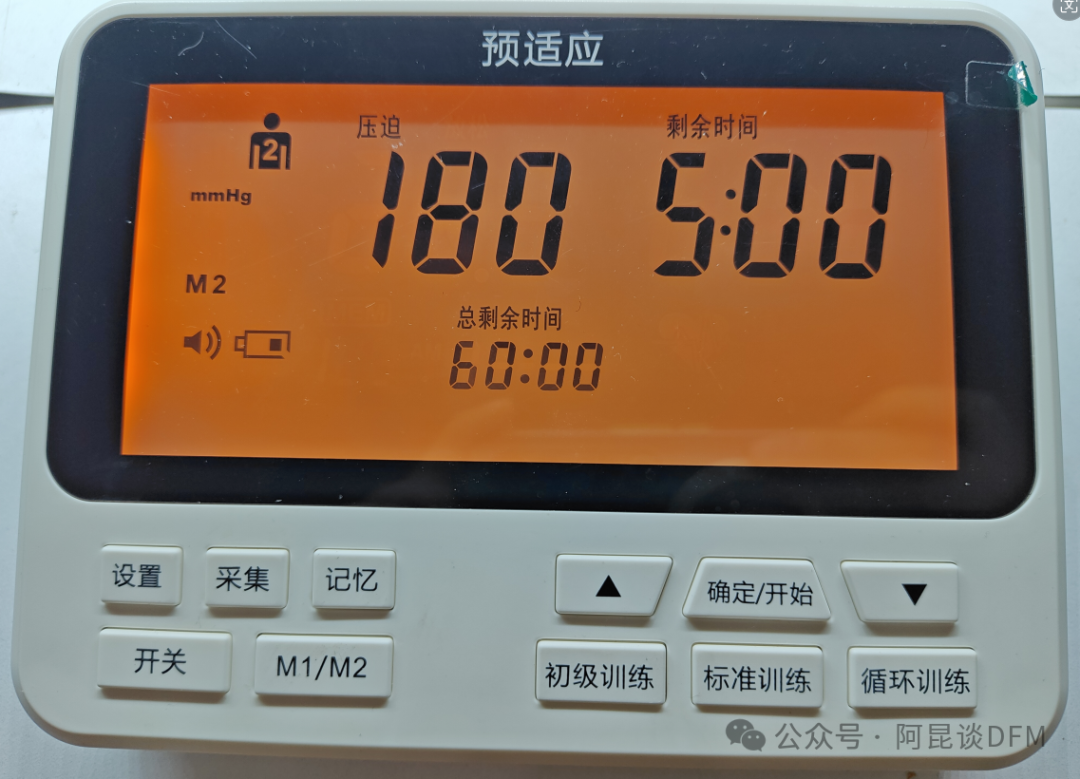 预适应
2
压迫
剩余时间
mmHg
180
5:00
M2
总剩余时间
60:00
设置
采集
记忆
确定/开始
开关
M1/M2
初级训练
标准训练
循环训练
公众号·阿昆谈DFM